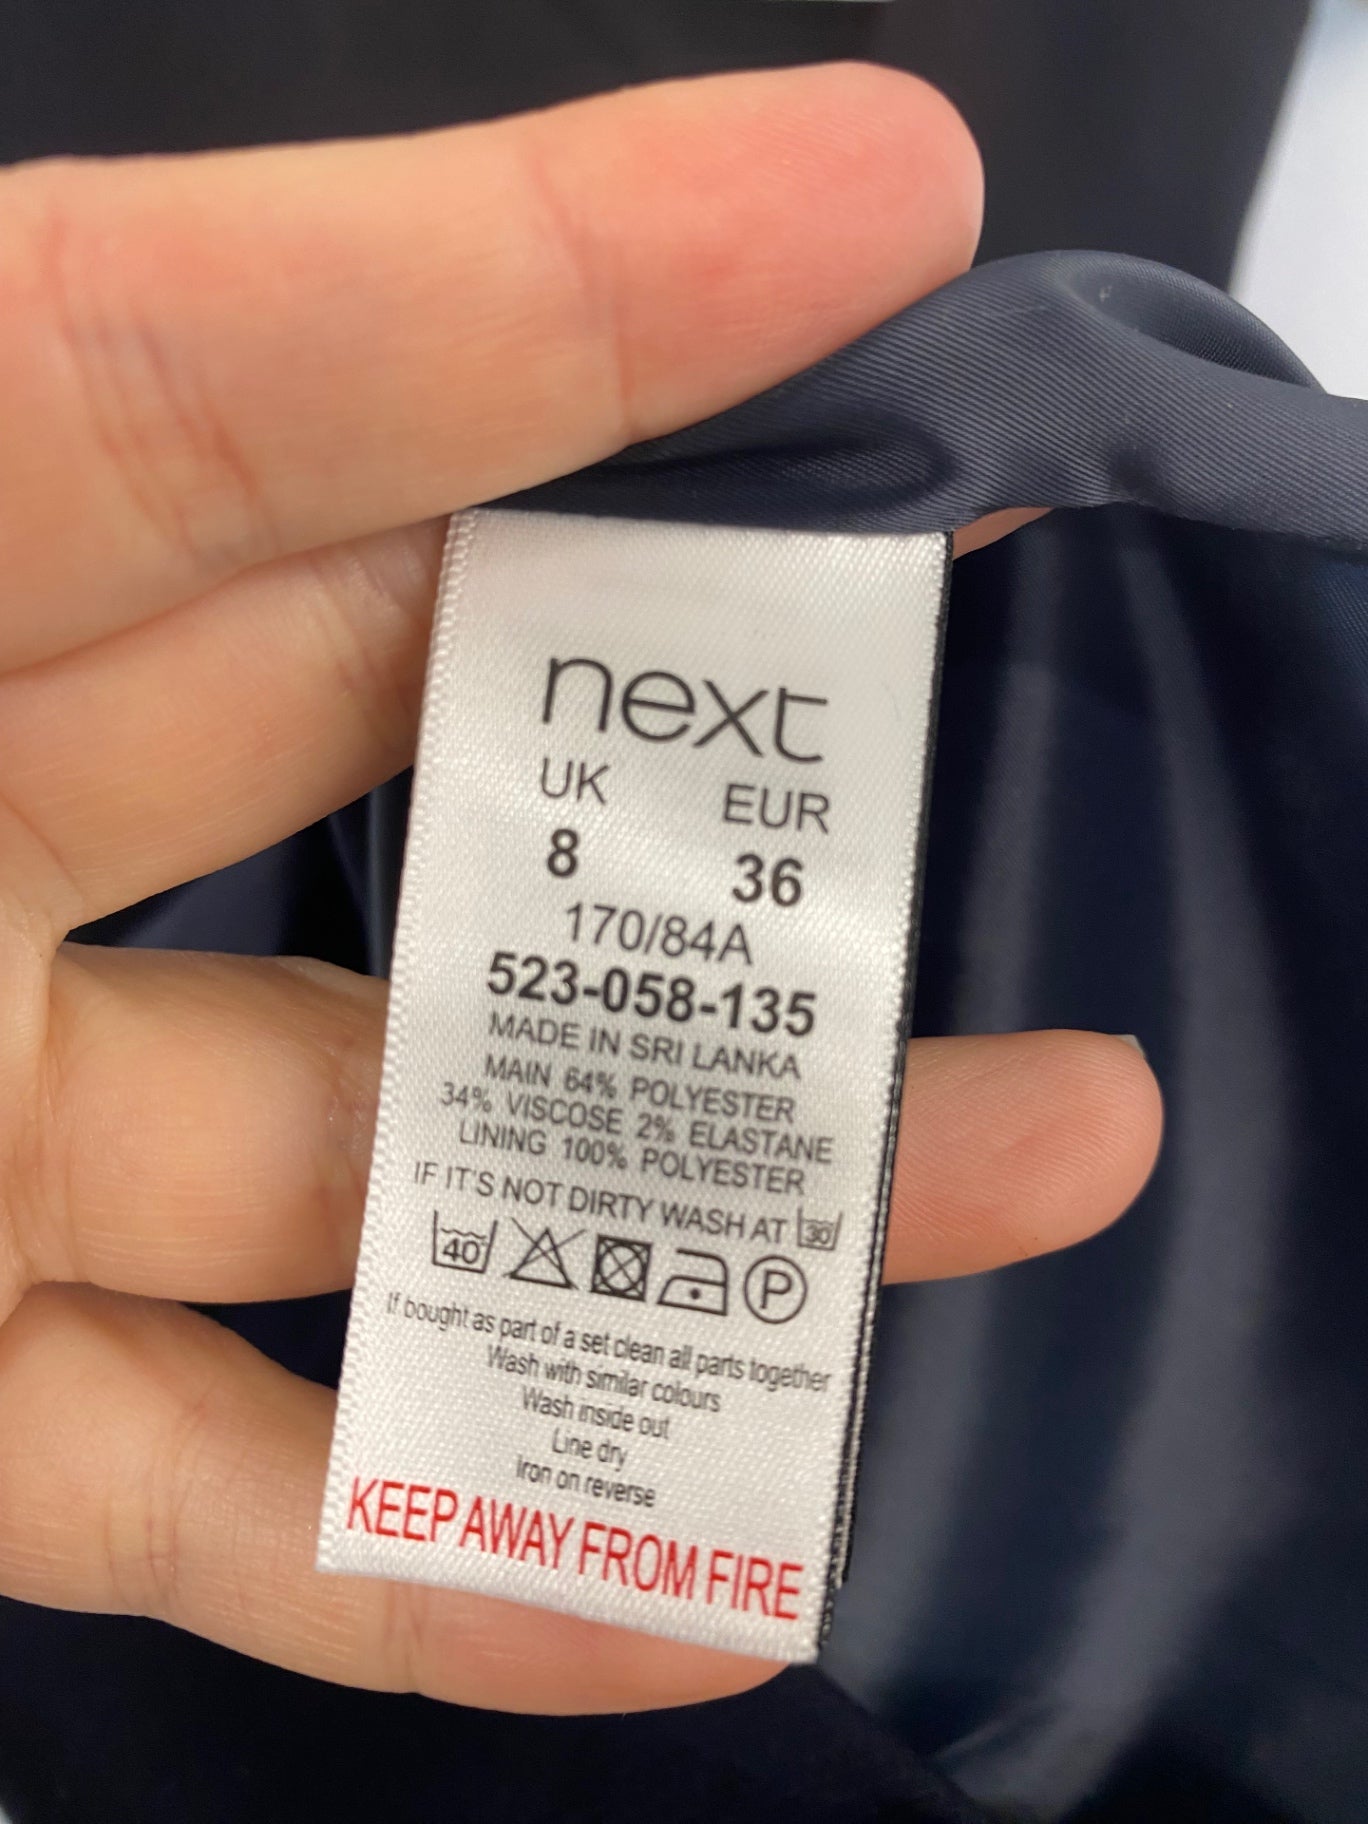 next
UK EUR
8 36
170/84A
523-058-135
MADE IN SRI LANKA
MAIN 64% POLYESTER
34% VISCOSE 2% ELASTANE
LINING 100% POLYESTER
IF IT'S NOT DIRTY WASH AT 30
40 P
If bought as part of a set clean all parts together
Wash with similar colours
Wash inside out
Line dry
Iron on reverse
KEEP AWAY FROM FIRE